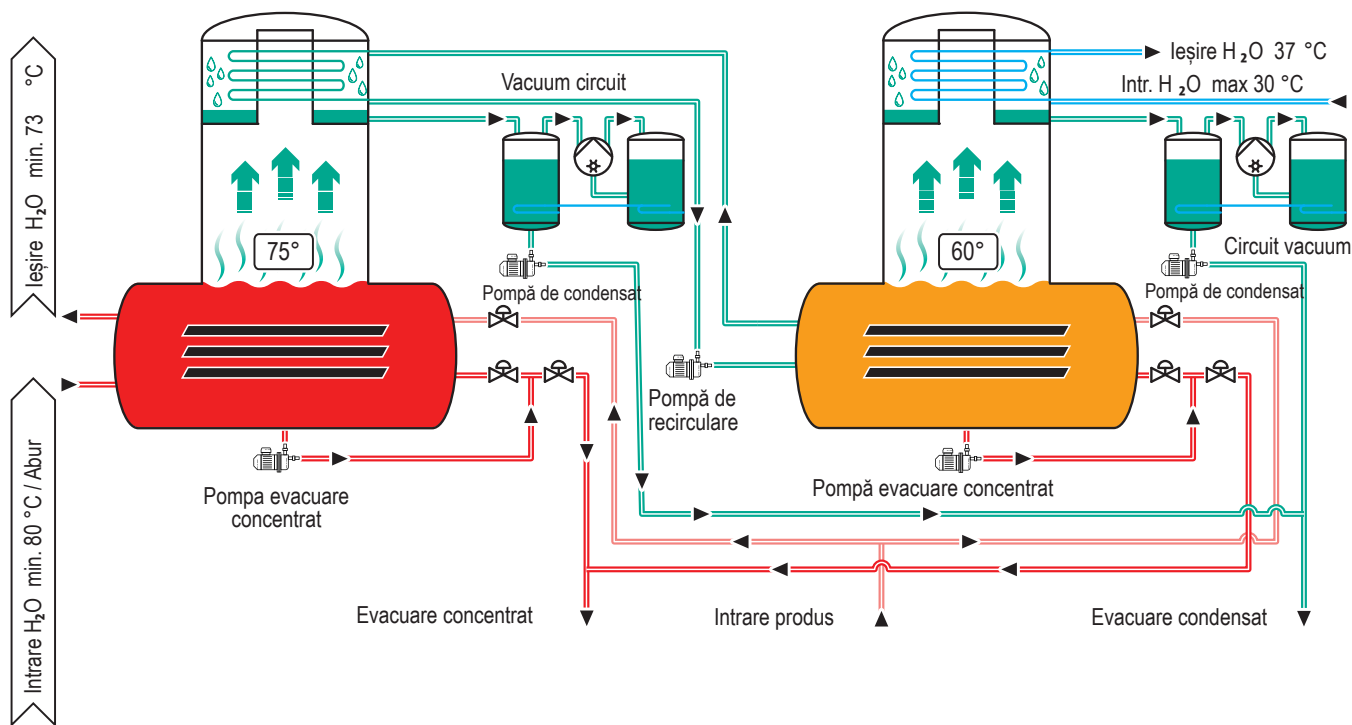 Ieșire H₂O min. 73 °C
Intrare H₂O min. 80 °C / Abur
Vacuum circuit
Ieșire H₂O 37 °C
Intr. H₂O max 30 °C
75°
60°
Circuit vacuum
Pompă de condensat
Pompă de condensat
Pompă de
recirculare
Pompa evacuare
concentrat
Pompă evacuare concentrat
Evacuare concentrat
Intrare produs
Evacuare condensat